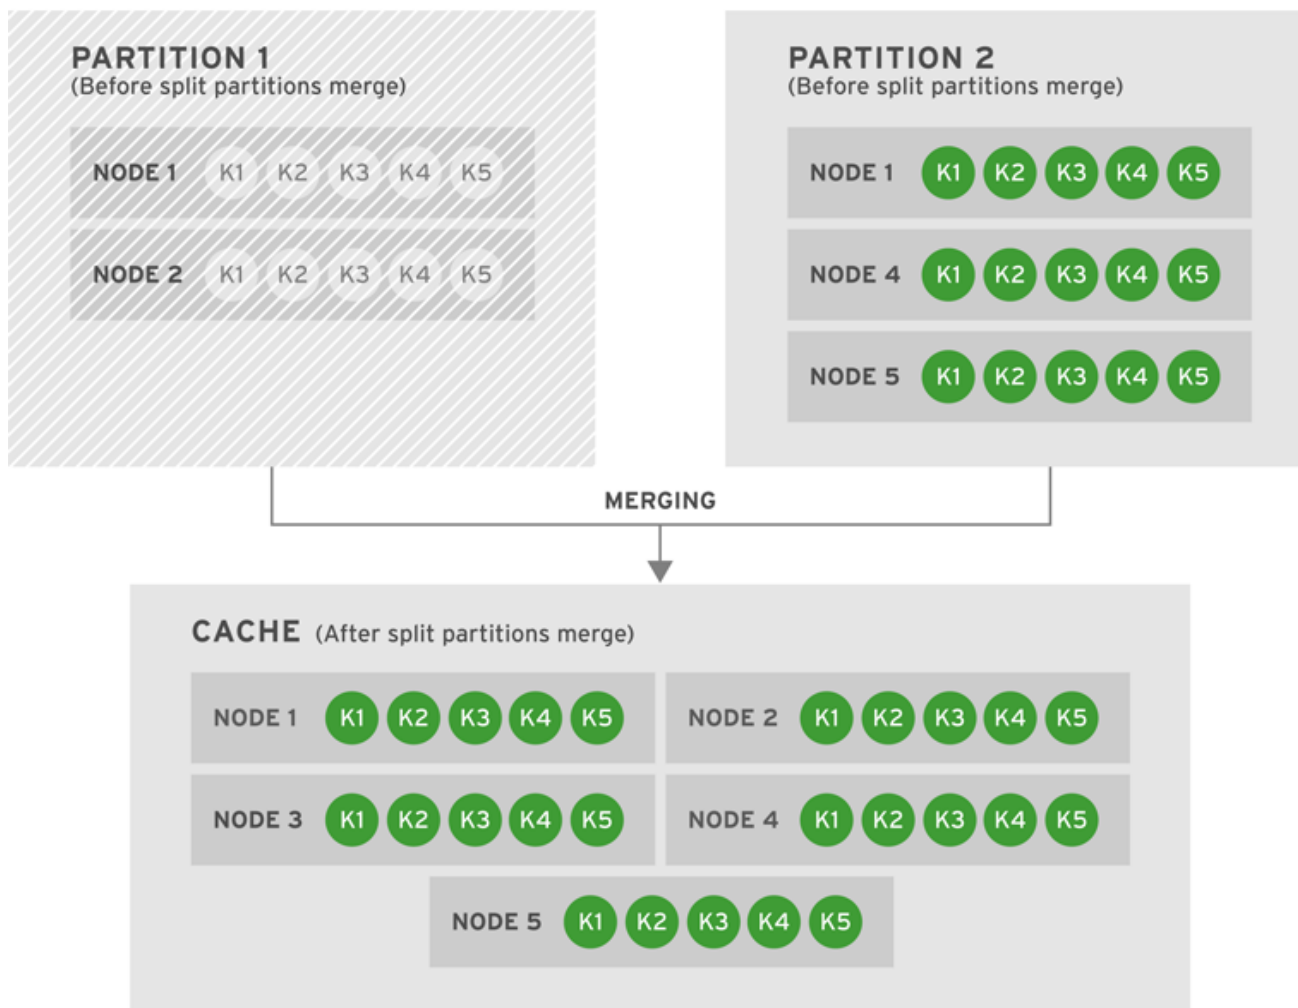 PARTITION 1
(Before split partitions merge)
NODE 1 K1 K2 K3 K4 K5
NODE 2 K1 K2 K3 K4 K5
PARTITION 2
(Before split partitions merge)
NODE 1 K1 K2 K3 K4 K5
NODE 4 K1 K2 K3 K4 K5
NODE 5 K1 K2 K3 K4 K5
MERGING
CACHE (After split partitions merge)
NODE 1 K1 K2 K3 K4 K5
NODE 2 K1 K2 K3 K4 K5
NODE 3 K1 K2 K3 K4 K5
NODE 4 K1 K2 K3 K4 K5
NODE 5 K1 K2 K3 K4 K5